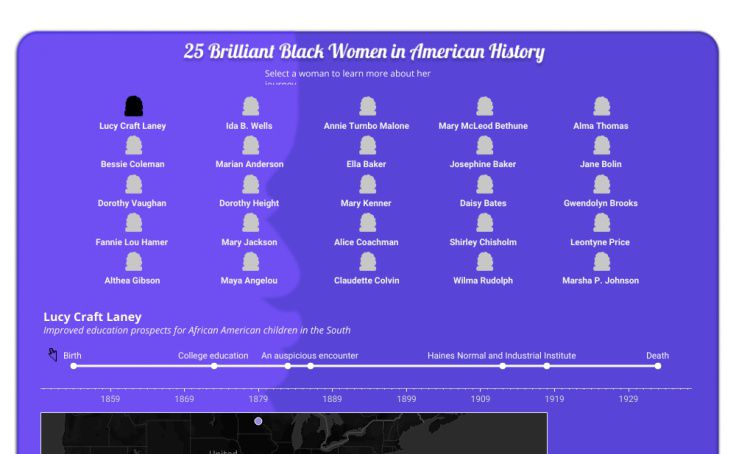 25 Brilliant Black Women in American History
Select a woman to learn more about her
journey
Lucy Craft Laney Ida B. Wells Annie Tumbo Malone Mary McLeod Bethune Alma Thomas
Bessie Coleman Marian Anderson Ella Baker Josephine Baker Jane Bolin
Dorothy Vaughan Dorothy Height Mary Kenner Daisy Bates Gwendolyn Brooks
Fannie Lou Hamer Mary Jackson Alice Coachman Shirley Chisholm Leontyne Price
Althea Gibson Maya Angelou Claudette Colvin Wilma Rudolph Marsha P. Johnson
Lucy Craft Laney
Improved education prospects for African American children in the South
Birth College education An auspicious encounter Haines Normal and Industrial Institute Death
1859 1869 1879 1889 1899 1909 1919 1929
United